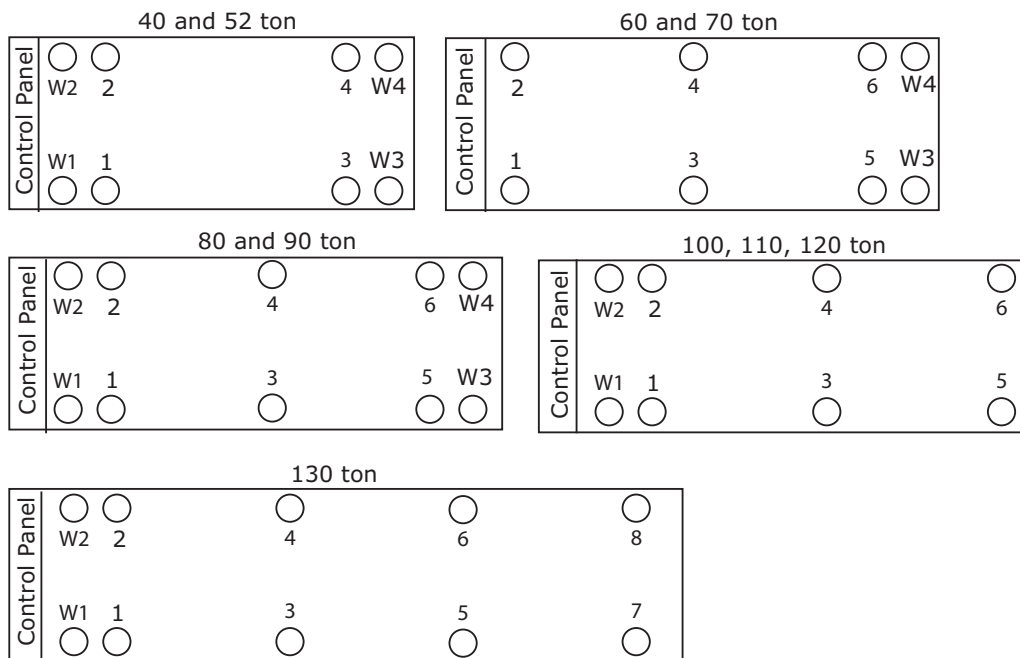 40 and 52 ton
Control Panel
W2 2 4 W4
W1 1 3 W3
60 and 70 ton
Control Panel
2 4 6 W4
1 3 5 W3
80 and 90 ton
Control Panel
W2 2 4 6 W4
W1 1 3 5 W3
100, 110, 120 ton
Control Panel
W2 2 4 6
W1 1 3 5
130 ton
Control Panel
W2 2 4 6 8
W1 1 3 5 7